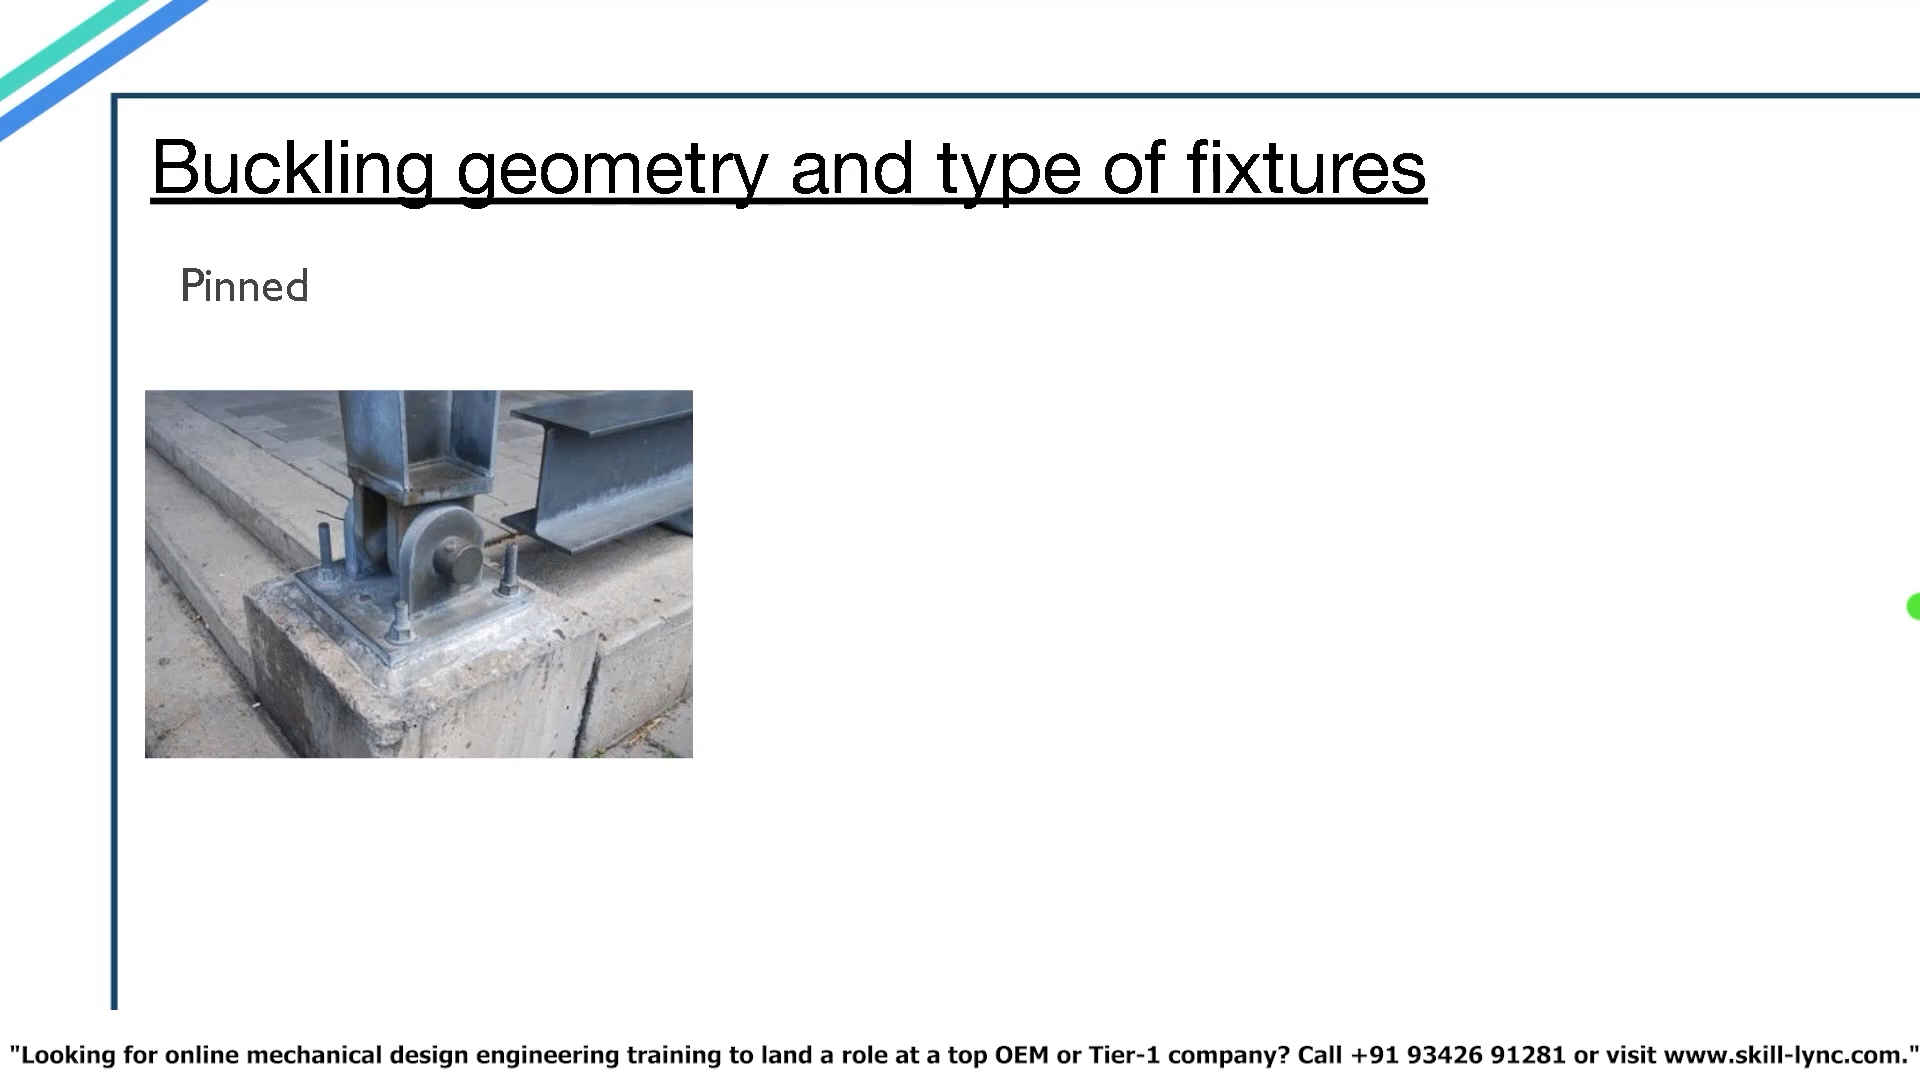 Buckling geometry and type of fixtures
Pinned
"Looking for online mechanical design engineering training to land a role at a top OEM or Tier-1 company? Call +91 93426 91281 or visit www.skill-lync.com."